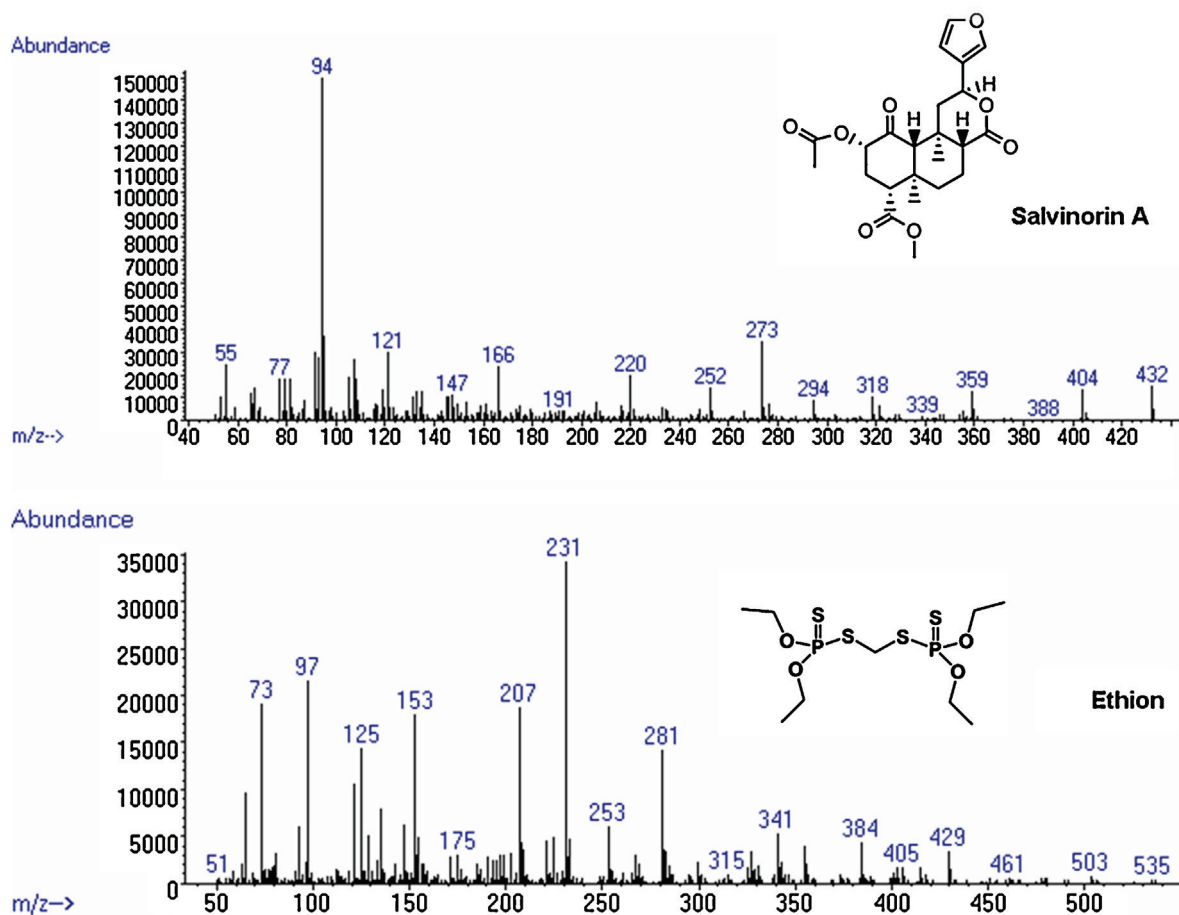 Abundance
150000
140000
130000
120000
110000
100000
90000
80000
70000
60000
50000
40000
30000
20000
10000
0
94
55
77
121
147
166
191
220
252
273
294
318
339
359
388
404
432
40 60 80 100 120 140 160 180 200 220 240 260 280 300 320 340 360 380 400 420
m/z-->
O
O
O
O
O
H
H
O
O
O
O
Salvinorin A
Abundance
35000
30000
25000
20000
15000
10000
5000
0
51
73
97
125
153
175
207
231
253
281
315
341
384
405
429
461
503
535
50 100 150 200 250 300 350 400 450 500
m/z-->
S S
O P S S P O
O O
Ethion